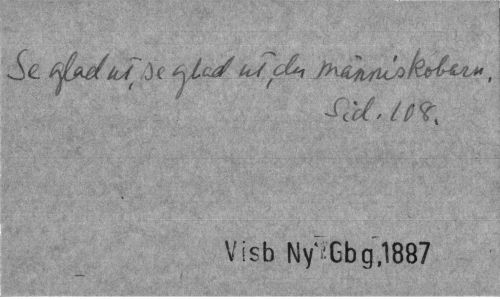 Se glad ut, se glad ut, du människobarn,
Sid. 108.
Visb Ny Gbg,1887